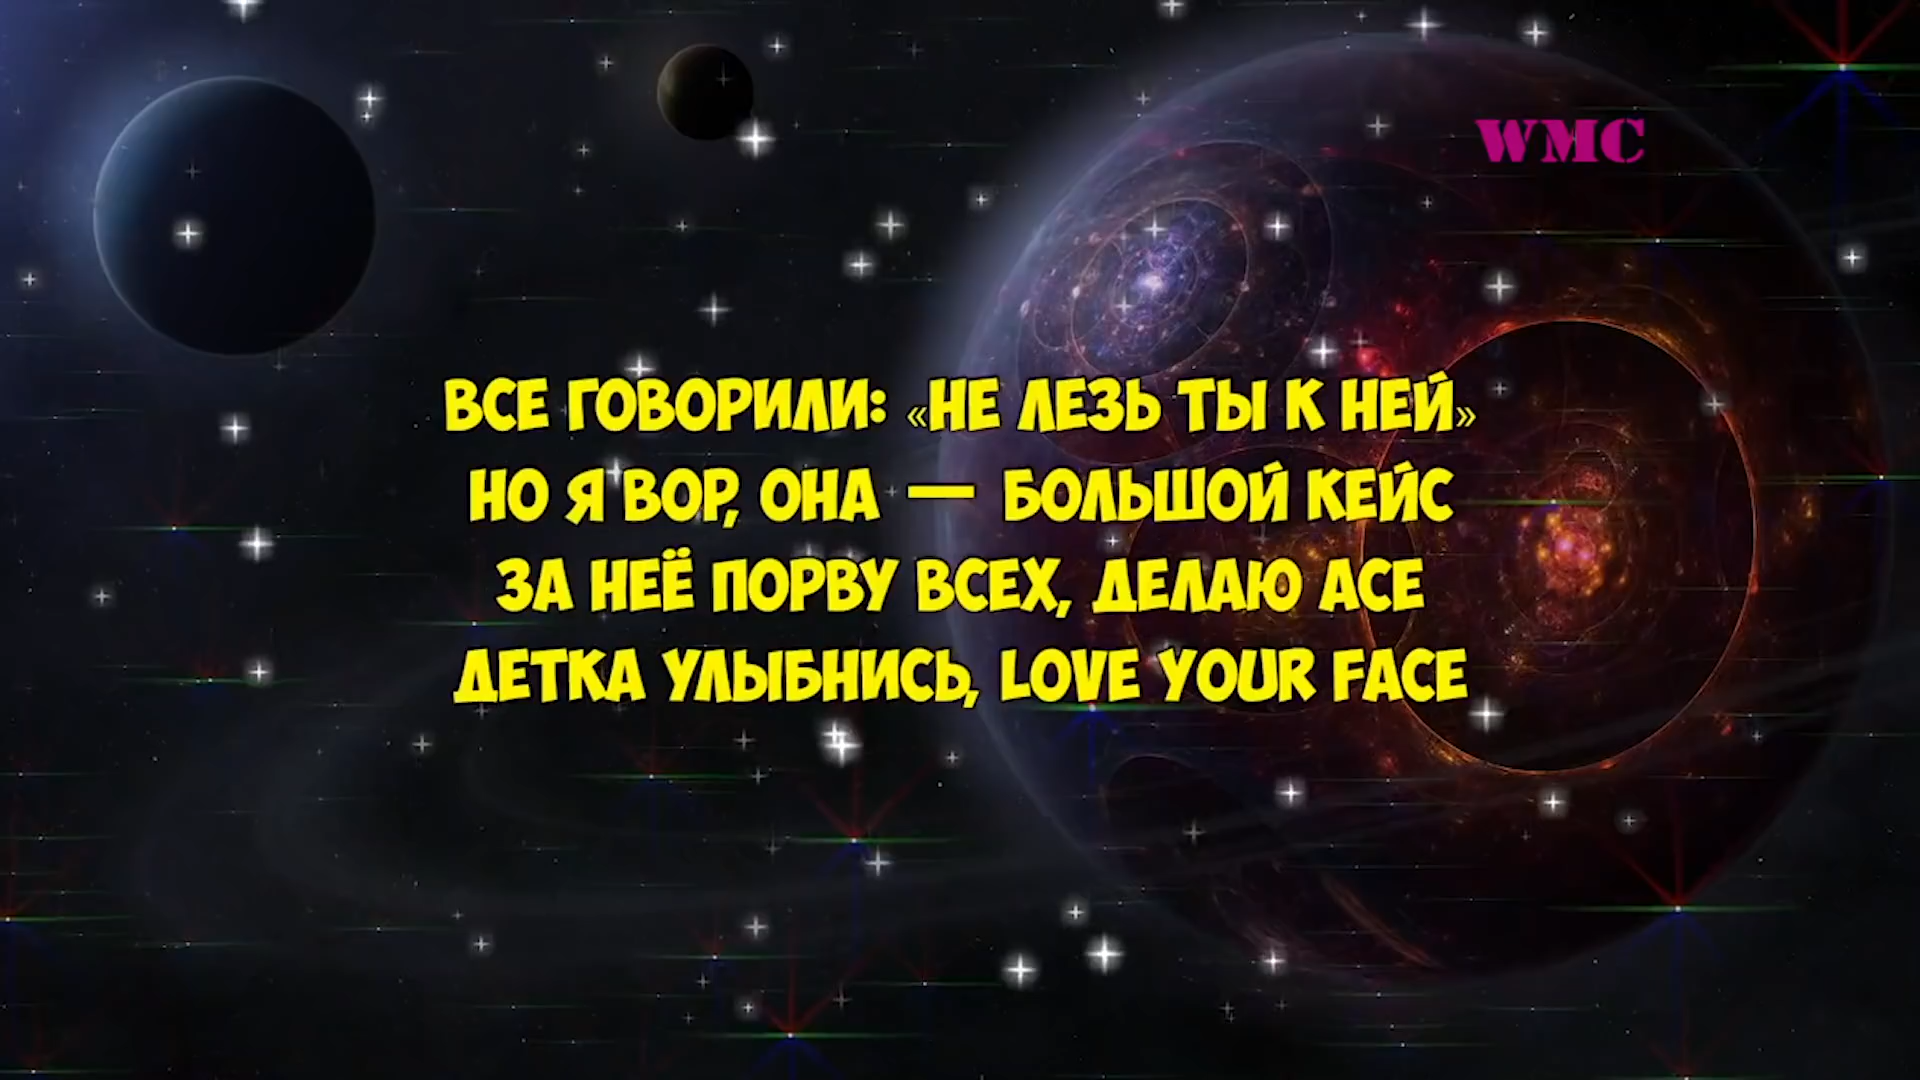 WMC
ВСЕ ГОВОРИЛИ: «НЕ ЛЕЗЬ ТЫ К НЕЙ»
НО Я ВОР, ОНА — БОЛЬШОЙ КЕЙС
ЗА НЕЁ ПОРВУ ВСЕХ, ДЕЛАЮ ACE
ДЕТКА УЛЫБНИСЬ, LOVE YOUR FACE